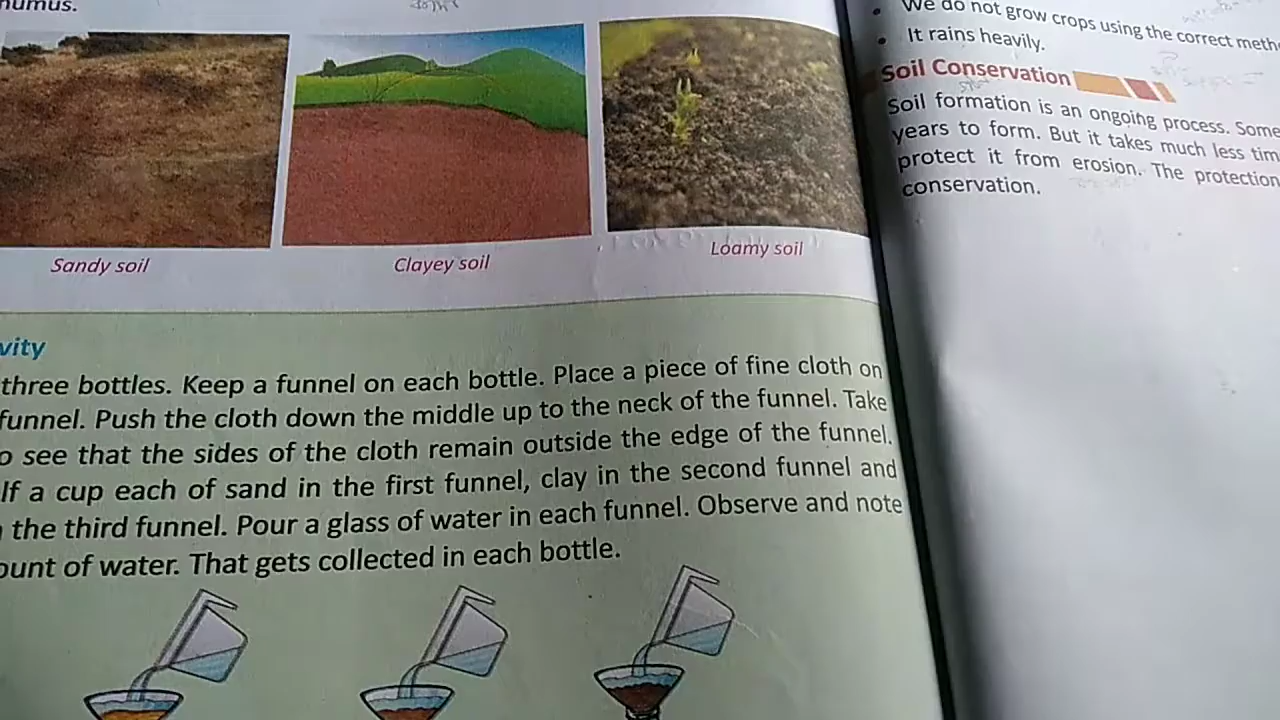 humus.
Sandy soil
Clayey soil
Loamy soil
vity
three bottles. Keep a funnel on each bottle. Place a piece of fine cloth on
funnel. Push the cloth down the middle up to the neck of the funnel. Take
o see that the sides of the cloth remain outside the edge of the funnel.
lf a cup each of sand in the first funnel, clay in the second funnel and
the third funnel. Pour a glass of water in each funnel. Observe and note
ount of water. That gets collected in each bottle.
• We do not grow crops using the correct meth
• It rains heavily.
Soil Conservation
Soil formation is an ongoing process. Some
years to form. But it takes much less tim
protect it from erosion. The protection
conservation.